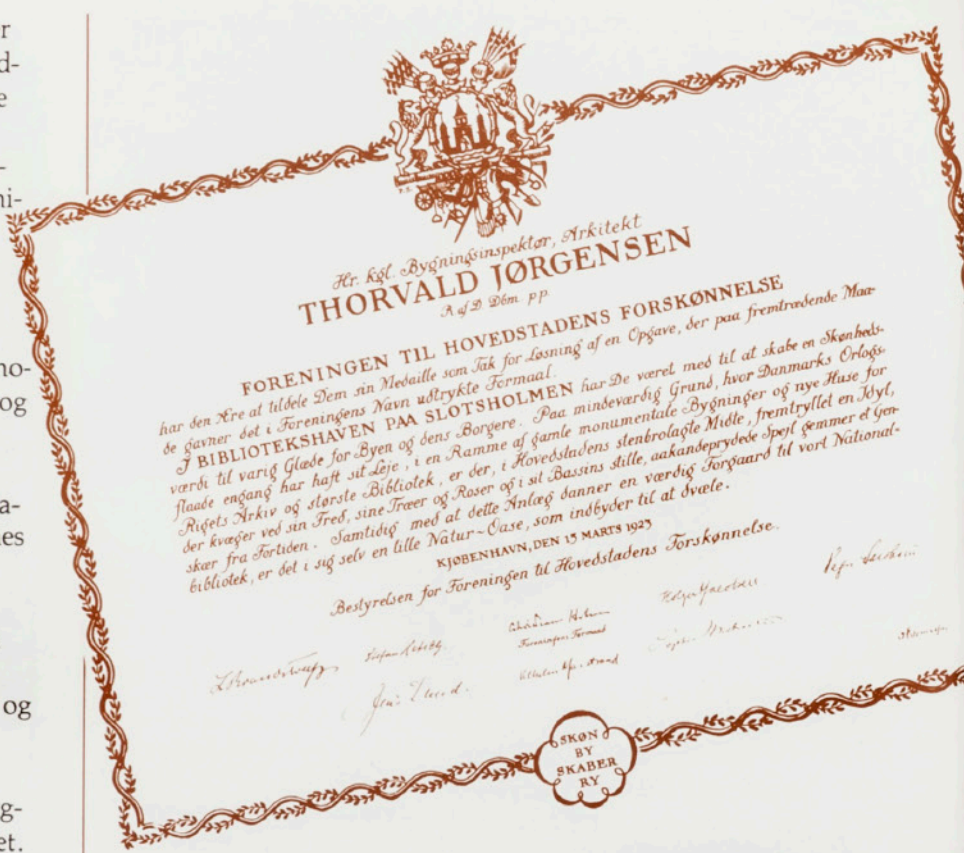 r
d-
e
-
ni-
no-
og
a-
nes
og
g-
et.
Hr. kgl. Bygningsinspektør, Arkitekt
THORVALD JØRGENSEN
R. af D. Dbm. p.p.
FORENINGEN TIL HOVEDSTADENS FORSKØNNELSE
har den Ære at tildele Dem sin Medaille som Tak for Løsning af en Opgave, der paa fremtrædende Maa-
de gavner det i Foreningens Navn udtrykte Formaal.
I BIBLIOTEKSHAVEN PAA SLOTSHOLMEN har De været med til at skabe en Skønheds-
værdi til varig Glæde for Byen og dens Borgere. Paa mindeværdig Grund, hvor Danmarks Orlogs-
flaade engang har haft sit Leje, i en Ramme af gamle monumentale Bygninger og nye Huse for
Rigets Arkiv og største Bibliotek, er der, i Hovedstadens stenbrolagte Midte, fremtryllet en Idyl,
der kvæger ved sin Fred, sine Træer og Roser og i sit Bassins stille, aakandeprydede Spejl gemmer et Gen-
skær fra Fortiden. Samtidig med at dette Anlæg danner en værdig Forgaard til vort National-
bibliotek, er det i sig selv en lille Natur-Oase, som indbyder til at dvæle.
KJØBENHAVN, DEN 15 MARTS 1923
Bestyrelsen for Foreningen til Hovedstadens Forskønnelse.
Foreningens Formand
SKØN
BY
SKABER
RY